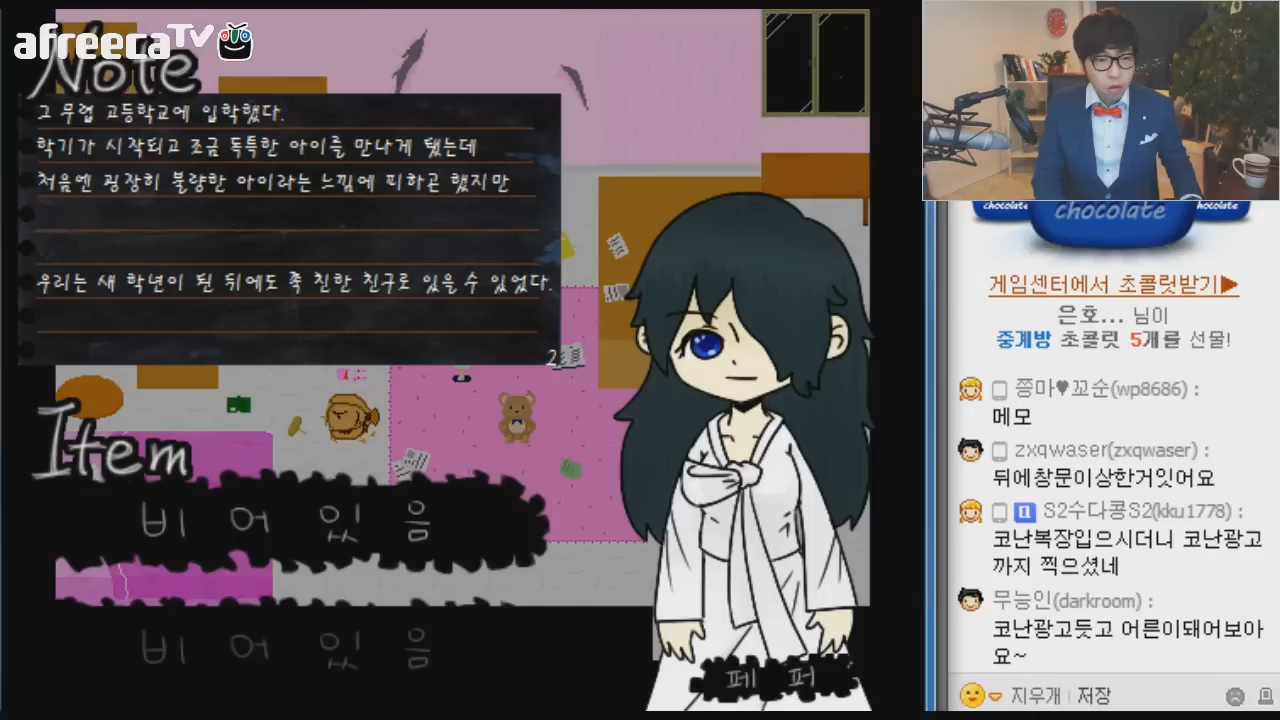 afreecaTV
Note
그 무렵 고등학교에 입학했다.
학기가 시작되고 조금 독특한 아이를 만나게 됐는데
처음엔 굉장히 불량한 아이라는 느낌에 피하곤 했지만
우리는 새 학년이 된 뒤에도 쭉 친한 친구로 있을 수 있었다.
2
Item
비 어 있 음
비 어 있 음
페 퍼
chocolate
chocolate
chocolate
게임센터에서 초콜릿받기▶
은호... 님이
중계방 초콜릿 5개를 선물!
쯩마♥꼬순(wp8686) :
메모
zxqwaser(zxqwaser) :
뒤에창문이상한거잇어요
S2수다콩S2(kku1778) :
코난복장입으시더니 코난광고
까지 찍으셨네
무능인(darkroom) :
코난광고듯고 어른이돼어보아
요~
지우개 | 저장